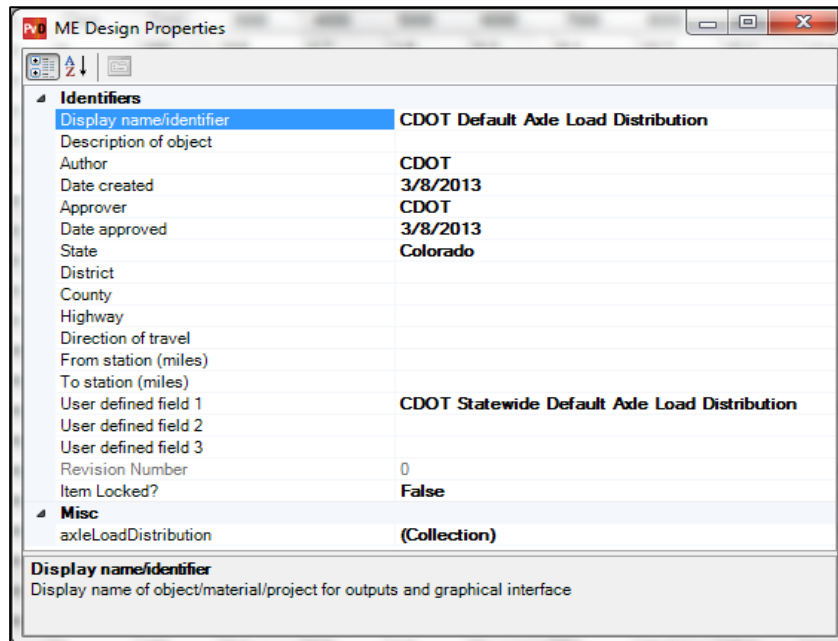 PvD ME Design Properties
A
Z
Identifiers
Display name/identifier CDOT Default Axle Load Distribution
Description of object
Author CDOT
Date created 3/8/2013
Approver CDOT
Date approved 3/8/2013
State Colorado
District
County
Highway
Direction of travel
From station (miles)
To station (miles)
User defined field 1 CDOT Statewide Default Axle Load Distribution
User defined field 2
User defined field 3
Revision Number 0
Item Locked? False
Misc
axleLoadDistribution (Collection)
Display name/identifier
Display name of object/material/project for outputs and graphical interface